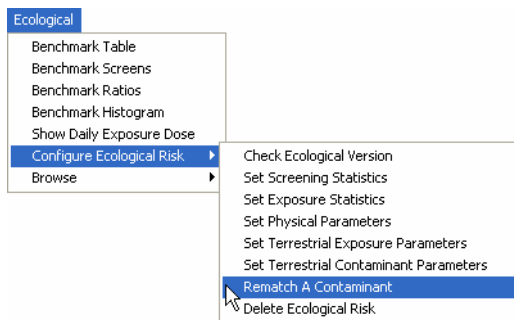 Ecological
Benchmark Table
Benchmark Screens
Benchmark Ratios
Benchmark Histogram
Show Daily Exposure Dose
Configure Ecological Risk
Browse
Check Ecological Version
Set Screening Statistics
Set Exposure Statistics
Set Physical Parameters
Set Terrestrial Exposure Parameters
Set Terrestrial Contaminant Parameters
Rematch A Contaminant
Delete Ecological Risk